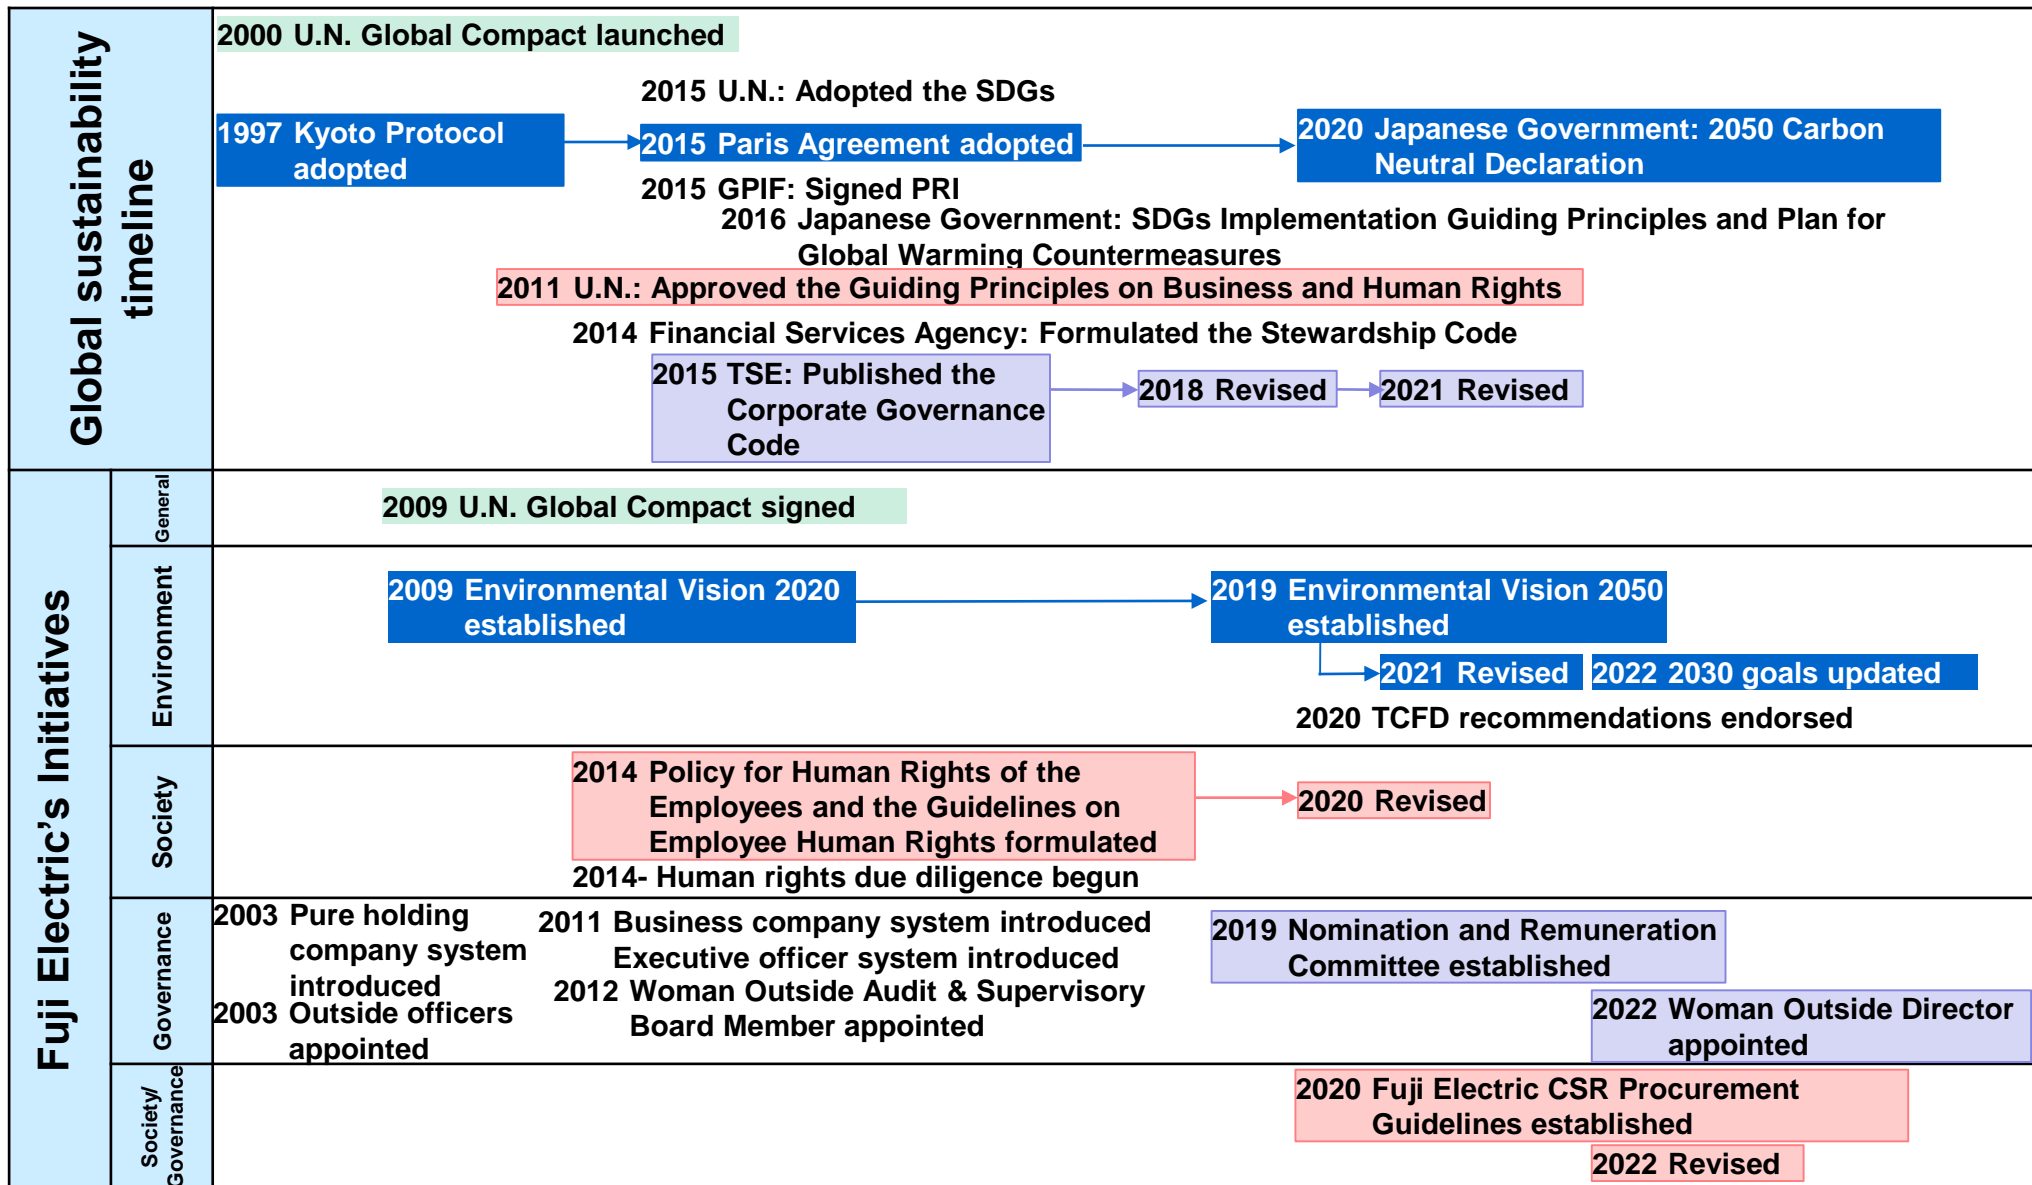 Global sustainability
timeline
2000 U.N. Global Compact launched
2015 U.N.: Adopted the SDGs
1997 Kyoto Protocol
adopted
2015 Paris Agreement adopted
2020 Japanese Government: 2050 Carbon
Neutral Declaration
2015 GPIF: Signed PRI
2016 Japanese Government: SDGs Implementation Guiding Principles and Plan for
Global Warming Countermeasures
2011 U.N.: Approved the Guiding Principles on Business and Human Rights
2014 Financial Services Agency: Formulated the Stewardship Code
2015 TSE: Published the
Corporate Governance
Code
2018 Revised
2021 Revised
Fuji Electric’s Initiatives
General
2009 U.N. Global Compact signed
Environment
2009 Environmental Vision 2020
established
2019 Environmental Vision 2050
established
2021 Revised
2022 2030 goals updated
2020 TCFD recommendations endorsed
Society
2014 Policy for Human Rights of the
Employees and the Guidelines on
Employee Human Rights formulated
2020 Revised
2014- Human rights due diligence begun
Governance
2003 Pure holding
company system
introduced
2003 Outside officers
appointed
2011 Business company system introduced
Executive officer system introduced
2012 Woman Outside Audit & Supervisory
Board Member appointed
2019 Nomination and Remuneration
Committee established
2022 Woman Outside Director
appointed
Society/
Governance
2020 Fuji Electric CSR Procurement
Guidelines established
2022 Revised